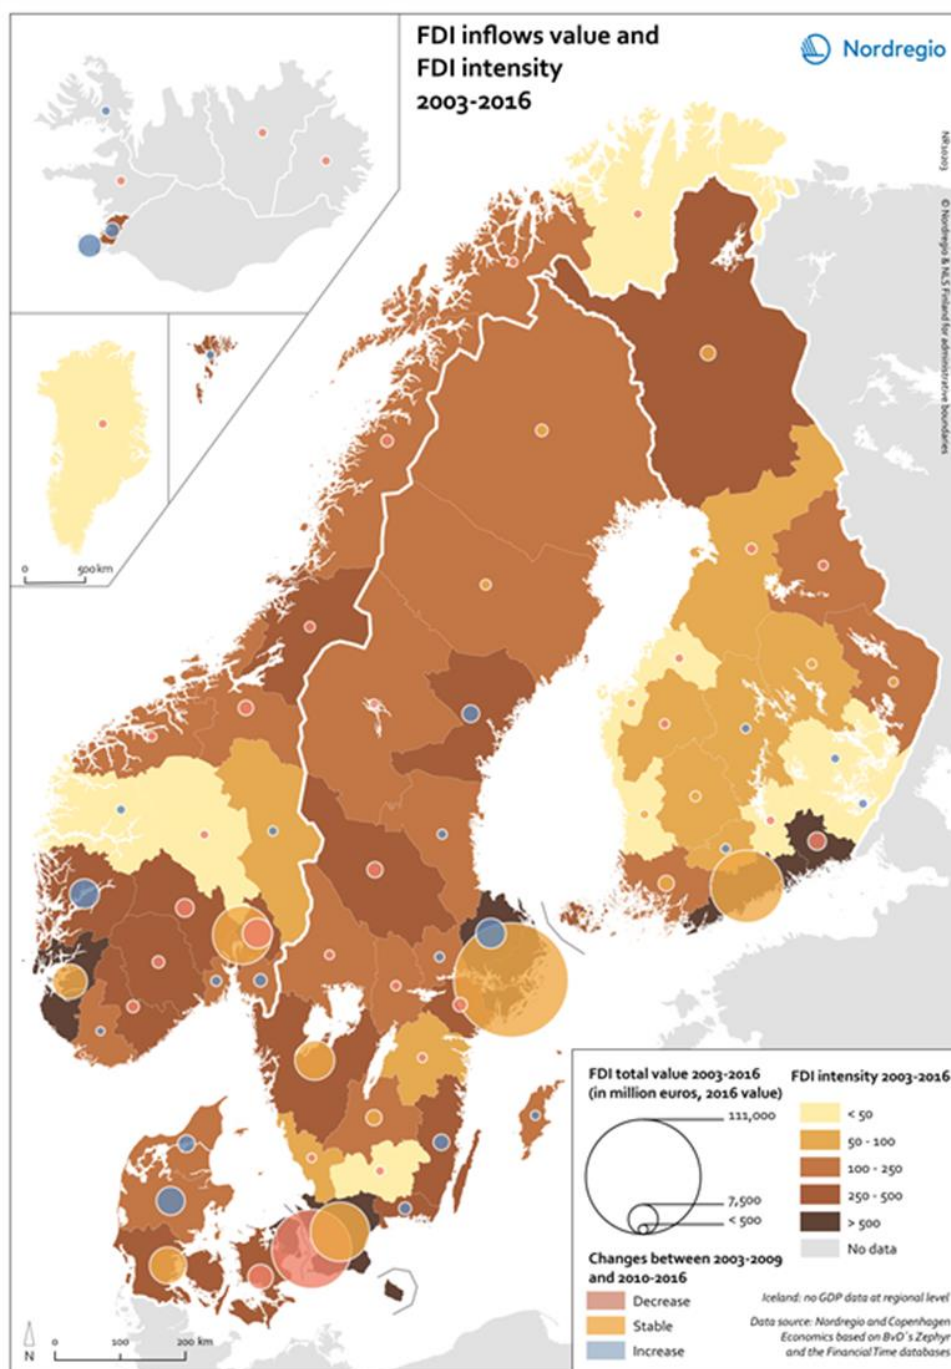 FDI inflows value and
FDI intensity
2003-2016
Nordregio
NR10203 © Nordregio & NLS Finland for administrative boundaries
0 500 km
FDI total value 2003-2016
(in million euros, 2016 value)
111,000
7,500
< 500
Changes between 2003-2009
and 2010-2016
Decrease
Stable
Increase
FDI intensity 2003-2016
< 50
50 - 100
100 - 250
250 - 500
> 500
No data
Iceland: no GDP data at regional level
Data source: Nordregio and Copenhagen
Economics based on BvD´s Zephyr
and the Financial Time databases
N
0 100 200 km